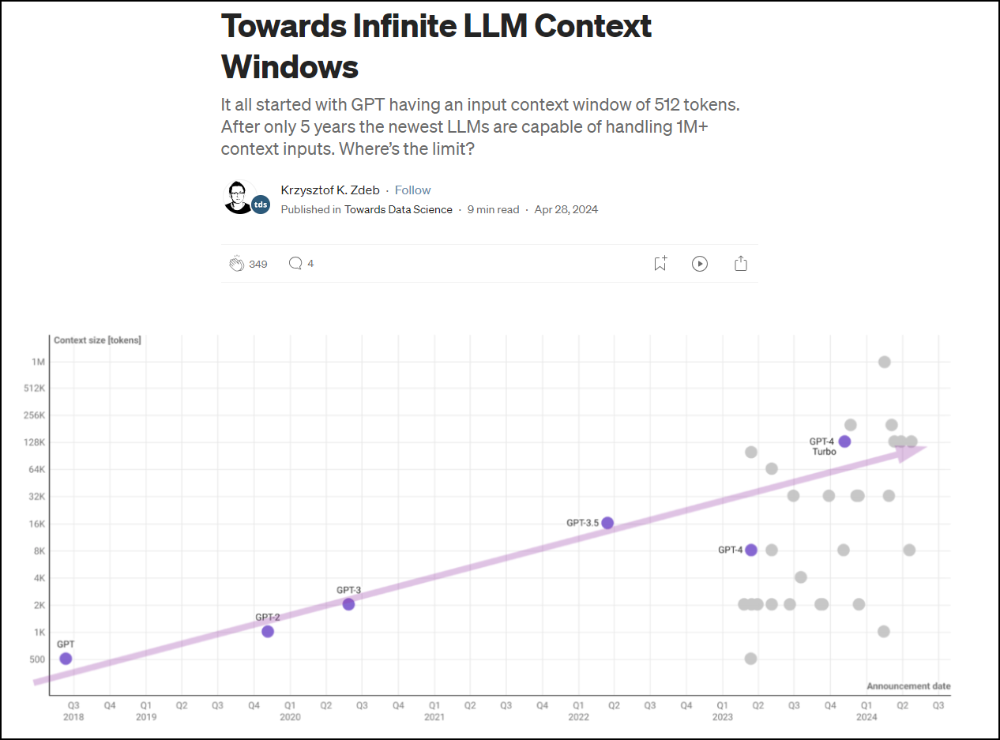 Towards Infinite LLM Context
Windows
It all started with GPT having an input context window of 512 tokens.
After only 5 years the newest LLMs are capable of handling 1M+
context inputs. Where's the limit?
Krzysztof K. Zdeb · Follow
tds
Published in Towards Data Science · 9 min read · Apr 28, 2024
349 4
Context size [tokens]
1M
512K
256K
128K
64K
32K
16K
8K
4K
2K
1K
500
GPT-4
Turbo
GPT-3.5
GPT-4
GPT-3
GPT-2
GPT
Announcement date
Q3 Q4 Q1 Q2 Q3 Q4 Q1 Q2 Q3 Q4 Q1 Q2 Q3 Q4 Q1 Q2 Q3 Q4 Q1 Q2 Q3 Q4 Q1 Q2 Q3
2018 2019 2020 2021 2022 2023 2024